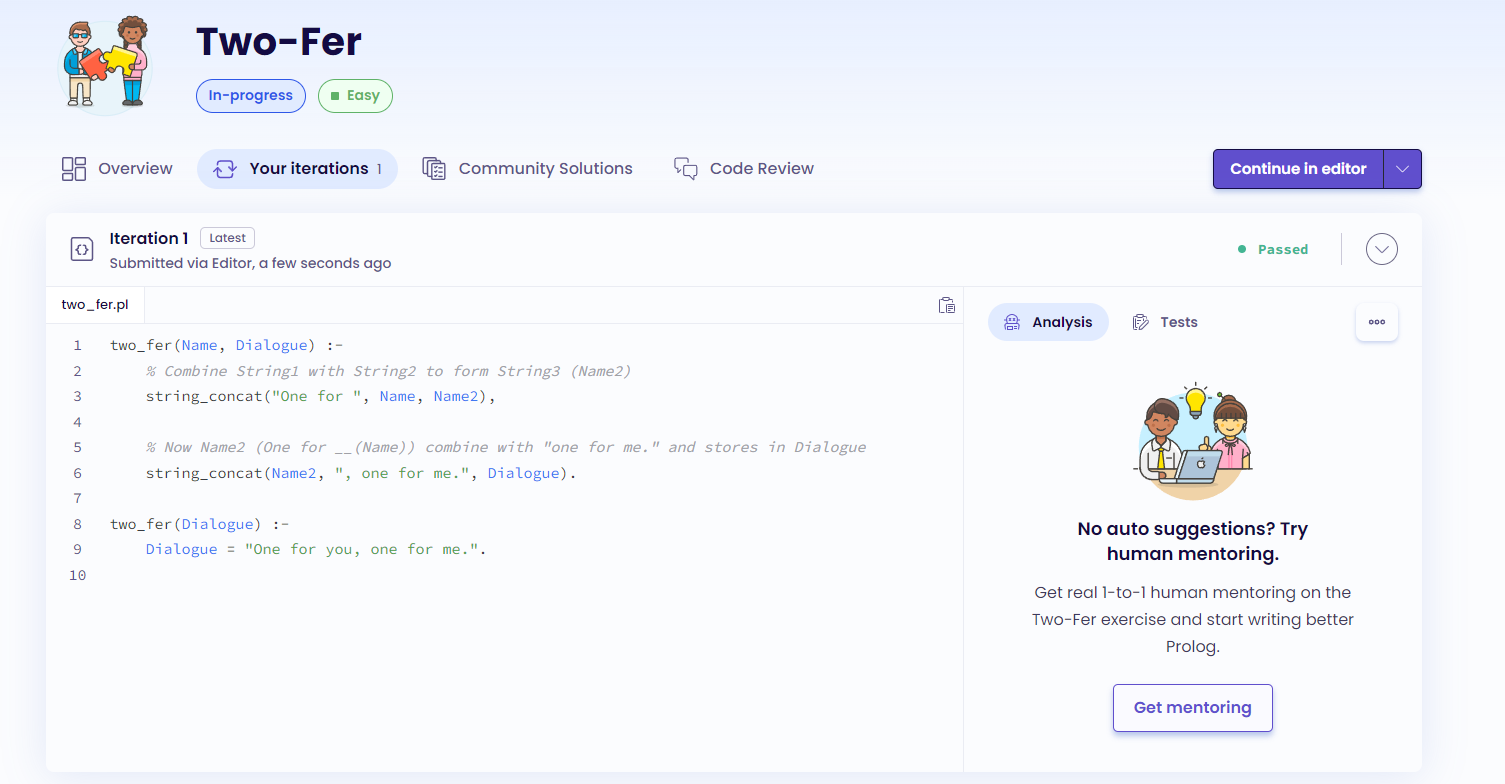 Two-Fer
In-progress
Easy
Overview
Your iterations 1
Community Solutions
Code Review
Continue in editor
Iteration 1 Latest
Submitted via Editor, a few seconds ago
Passed
two_fer.pl
1 two_fer(Name, Dialogue) :-
2     % Combine String1 with String2 to form String3 (Name2)
3     string_concat("One for ", Name, Name2),
4
5     % Now Name2 (One for __(Name)) combine with "one for me." and stores in Dialogue
6     string_concat(Name2, ", one for me.", Dialogue).
7
8 two_fer(Dialogue) :-
9     Dialogue = "One for you, one for me.".
10
Analysis
Tests
No auto suggestions? Try
human mentoring.
Get real 1-to-1 human mentoring on the
Two-Fer exercise and start writing better
Prolog.
Get mentoring